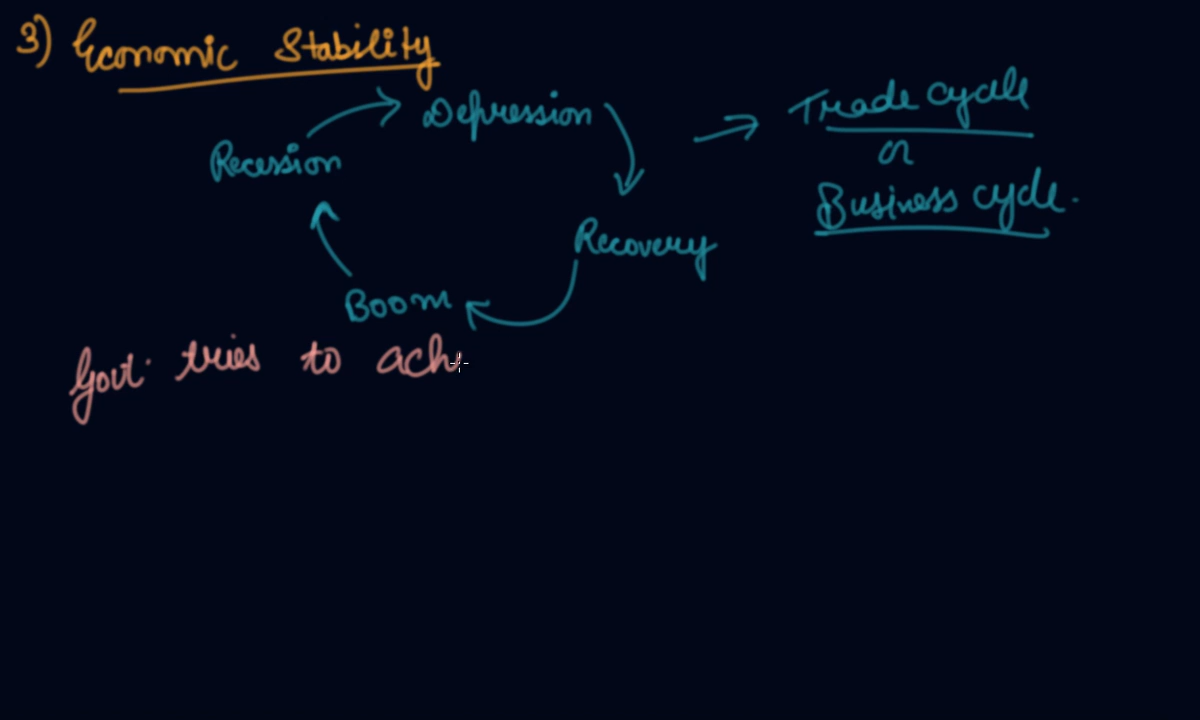 3) Economic Stability
Depression
Recession
Trade cycle
or
Business cycle.
Recovery
Boom
Govt. tries to ach